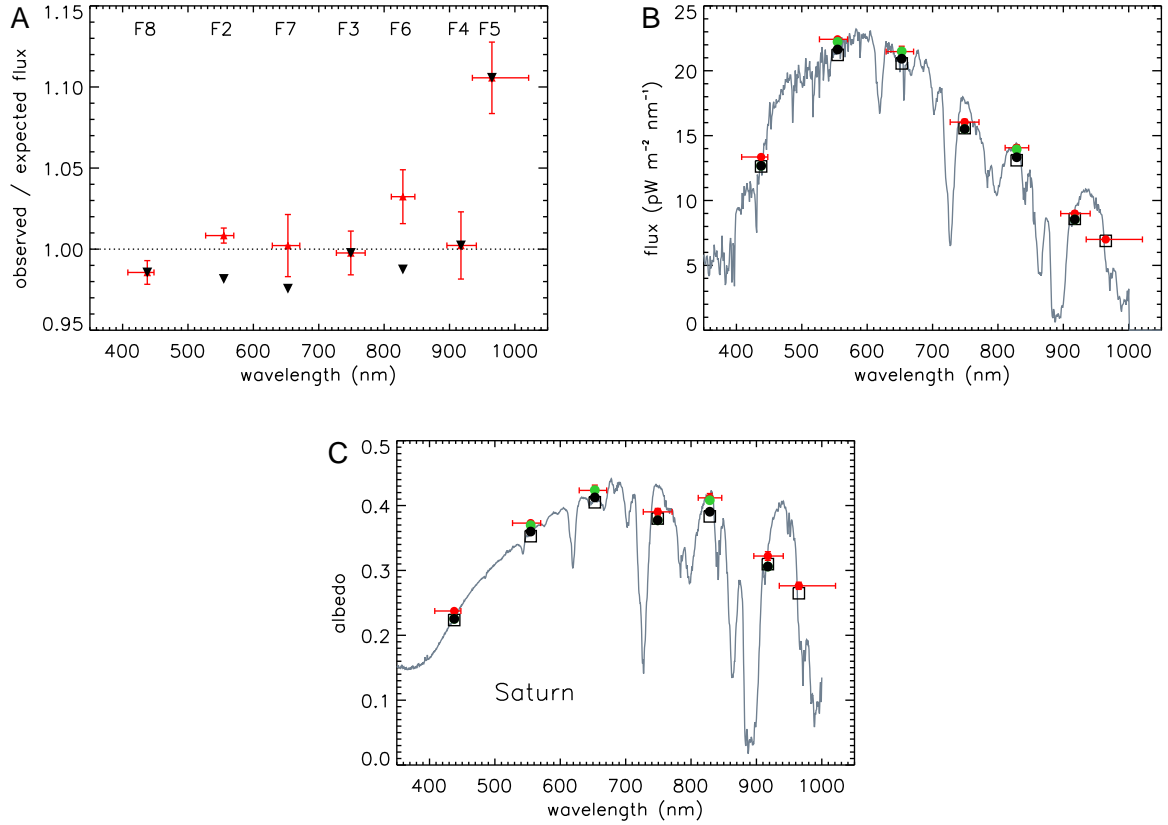 A
F8 F2 F7 F3 F6 F4 F5
1.15
1.10
1.05
1.00
0.95
observed / expected flux
400 500 600 700 800 900 1000
wavelength (nm)
B
25
20
15
10
5
0
flux (pW m⁻² nm⁻¹)
400 500 600 700 800 900 1000
wavelength (nm)
C
0.5
0.4
0.3
0.2
0.1
0.0
albedo
Saturn
400 500 600 700 800 900 1000
wavelength (nm)